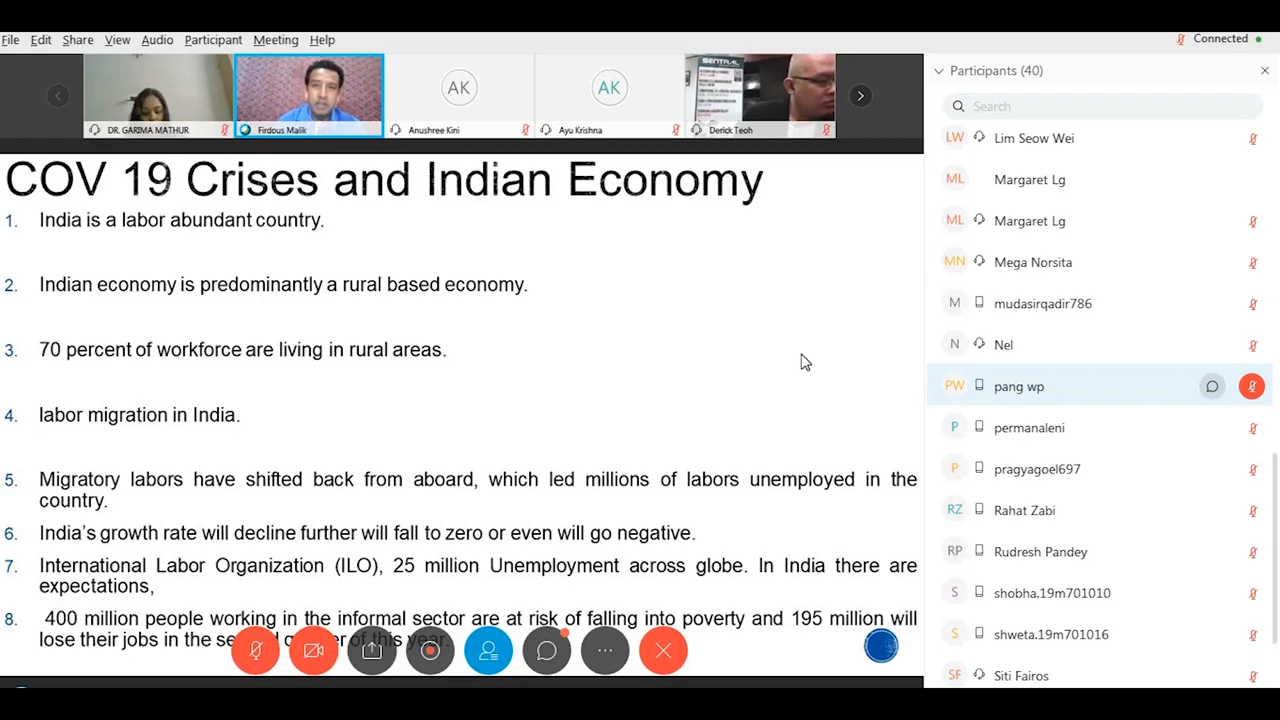 File Edit Share View Audio Participant Meeting Help
Connected
DR. GARIMA MATHUR
Firdous Malik
AK
Anushree Kini
AK
Ayu Krishna
SENTRAL
Derick Teoh
COV 19 Crises and Indian Economy
1. India is a labor abundant country.
2. Indian economy is predominantly a rural based economy.
3. 70 percent of workforce are living in rural areas.
4. labor migration in India.
5. Migratory labors have shifted back from aboard, which led millions of labors unemployed in the
country.
6. India's growth rate will decline further will fall to zero or even will go negative.
7. International Labor Organization (ILO), 25 million Unemployment across globe. In India there are
expectations,
8. 400 million people working in the informal sector are at risk of falling into poverty and 195 million will
lose their jobs in the second quarter of this year.
Participants (40)
Search
LW Lim Seow Wei
ML Margaret Lg
ML Margaret Lg
MN Mega Norsita
M mudasirqadir786
N Nel
PW pang wp
P permanaleni
P pragyagoel697
RZ Rahat Zabi
RP Rudresh Pandey
S shobha.19m701010
S shweta.19m701016
SF Siti Fairos